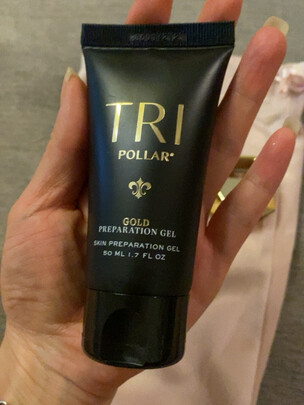 TRI
POLLAR
GOLD
PREPARATION GEL
SKIN PREPARATION GEL
50 ML 1.7 FL OZ